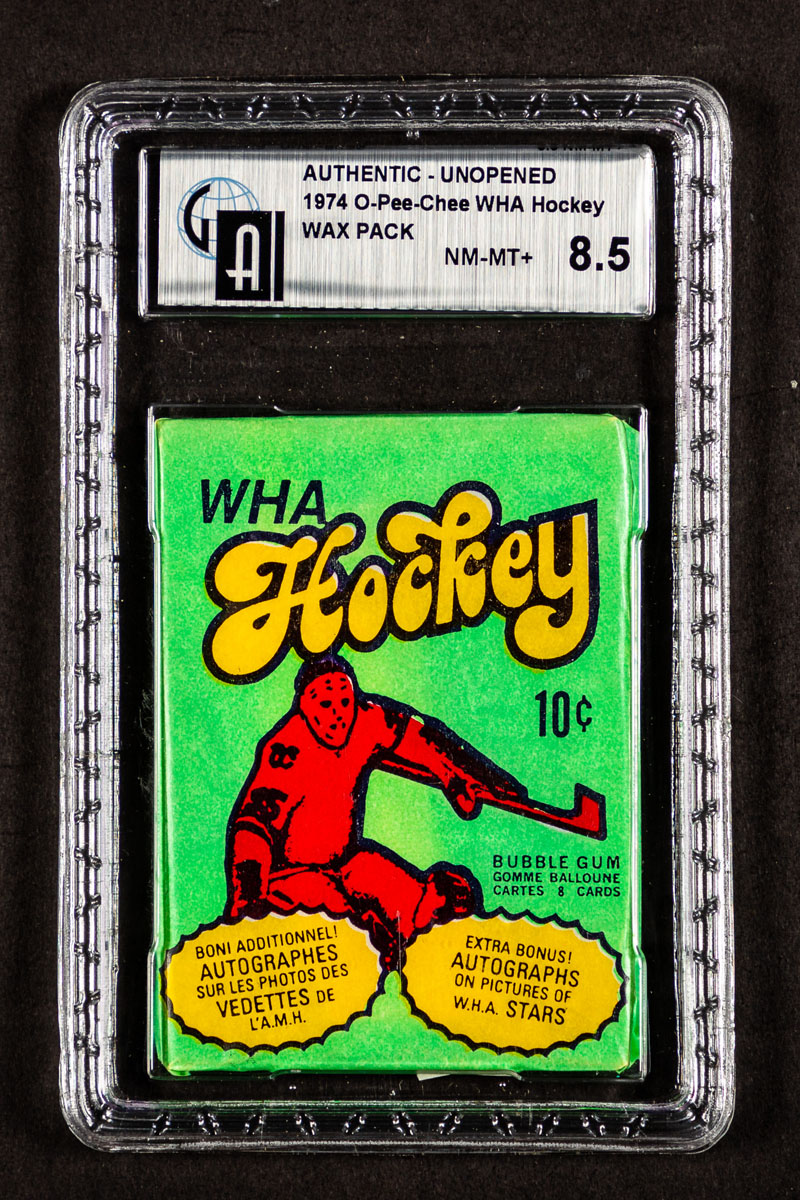 AUTHENTIC - UNOPENED
1974 O-Pee-Chee WHA Hockey
WAX PACK
NM-MT+ 8.5
GA
WHA
Hockey
10¢
BUBBLE GUM
GOMME BALLOUNE
CARTES 8 CARDS
BONI ADDITIONNEL!
AUTOGRAPHES
SUR LES PHOTOS DES
VEDETTES DE
L'A.M.H.
EXTRA BONUS!
AUTOGRAPHS
ON PICTURES OF
W.H.A. STARS